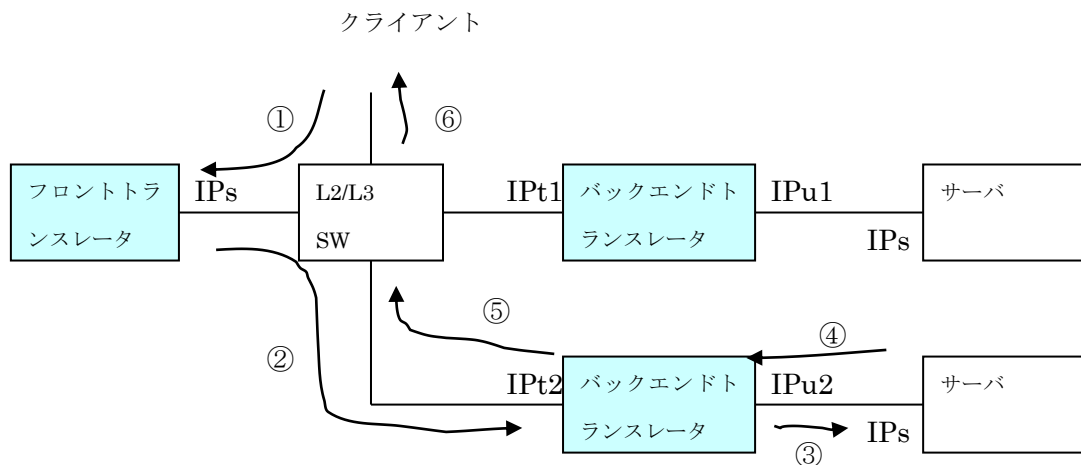 クライアント
①
⑥
フロントトラ
ンスレータ
IPs
L2/L3
SW
IPt1
バックエンドト
ランスレータ
IPu1
IPs
サーバ
②
⑤
④
IPt2
バックエンドト
ランスレータ
IPu2
IPs
③
サーバ